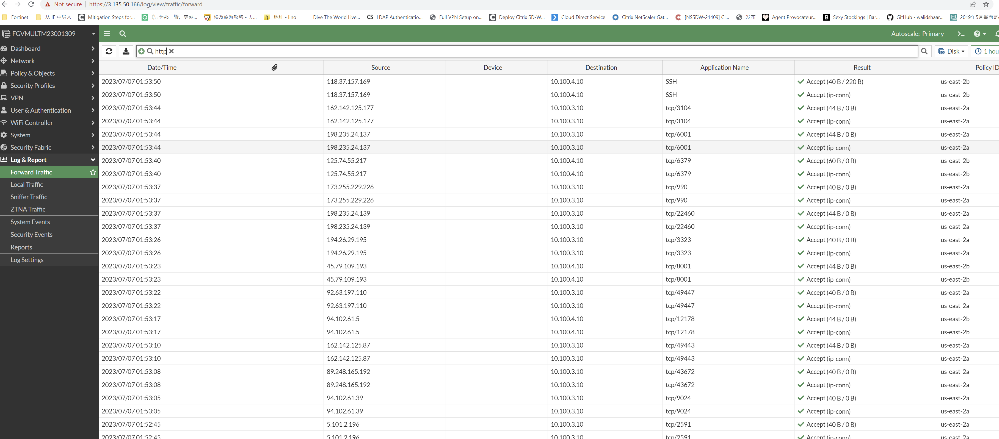 Not secure | https://3.135.50.166/log/view/traffic/forward
Fortinet 从 IE 中导入 Mitigation Steps for... 《只为那一瞥，穿越... 埃及旅游攻略 - 去... 地址 - lino Dive The World Live... CS LDAP Authenticatio... Full VPN Setup on... Deploy Citrix SD-W... Cloud Direct Service Citrix NetScaler Gat... [NSSDW-21409] Cl... 发布 Agent Provocateur... B Sexy Stockings | Bar... GitHub - walidshaar... 2019年5月墨西哥
FGVMULTM23001309 Autoscale: Primary
Dashboard
Network
Policy & Objects
Security Profiles
VPN
User & Authentication
WiFi Controller
System
Security Fabric
Log & Report
Forward Traffic
Local Traffic
Sniffer Traffic
ZTNA Traffic
System Events
Security Events
Reports
Log Settings
http Disk 1 hou
Date/Time Source Device Destination Application Name Result Policy ID
2023/07/07 01:53:50 118.37.157.169 10.100.4.10 SSH Accept (40 B / 220 B) us-east-2b
2023/07/07 01:53:50 118.37.157.169 10.100.4.10 SSH Accept (ip-conn) us-east-2b
2023/07/07 01:53:44 162.142.125.177 10.100.3.10 tcp/3104 Accept (44 B / 0 B) us-east-2a
2023/07/07 01:53:44 162.142.125.177 10.100.3.10 tcp/3104 Accept (ip-conn) us-east-2a
2023/07/07 01:53:44 198.235.24.137 10.100.3.10 tcp/6001 Accept (44 B / 0 B) us-east-2a
2023/07/07 01:53:44 198.235.24.137 10.100.3.10 tcp/6001 Accept (ip-conn) us-east-2a
2023/07/07 01:53:40 125.74.55.217 10.100.4.10 tcp/6379 Accept (60 B / 0 B) us-east-2b
2023/07/07 01:53:40 125.74.55.217 10.100.4.10 tcp/6379 Accept (ip-conn) us-east-2b
2023/07/07 01:53:37 173.255.229.226 10.100.3.10 tcp/990 Accept (40 B / 0 B) us-east-2a
2023/07/07 01:53:37 173.255.229.226 10.100.3.10 tcp/990 Accept (ip-conn) us-east-2a
2023/07/07 01:53:37 198.235.24.139 10.100.3.10 tcp/22460 Accept (44 B / 0 B) us-east-2a
2023/07/07 01:53:37 198.235.24.139 10.100.3.10 tcp/22460 Accept (ip-conn) us-east-2a
2023/07/07 01:53:26 194.26.29.195 10.100.3.10 tcp/3323 Accept (40 B / 0 B) us-east-2a
2023/07/07 01:53:26 194.26.29.195 10.100.3.10 tcp/3323 Accept (ip-conn) us-east-2a
2023/07/07 01:53:23 45.79.109.193 10.100.4.10 tcp/8001 Accept (44 B / 0 B) us-east-2b
2023/07/07 01:53:23 45.79.109.193 10.100.4.10 tcp/8001 Accept (ip-conn) us-east-2b
2023/07/07 01:53:22 92.63.197.110 10.100.3.10 tcp/49447 Accept (40 B / 0 B) us-east-2a
2023/07/07 01:53:22 92.63.197.110 10.100.3.10 tcp/49447 Accept (ip-conn) us-east-2a
2023/07/07 01:53:17 94.102.61.5 10.100.4.10 tcp/12178 Accept (44 B / 0 B) us-east-2b
2023/07/07 01:53:17 94.102.61.5 10.100.4.10 tcp/12178 Accept (ip-conn) us-east-2b
2023/07/07 01:53:10 162.142.125.87 10.100.3.10 tcp/49443 Accept (44 B / 0 B) us-east-2a
2023/07/07 01:53:10 162.142.125.87 10.100.3.10 tcp/49443 Accept (ip-conn) us-east-2a
2023/07/07 01:53:08 89.248.165.192 10.100.3.10 tcp/43672 Accept (40 B / 0 B) us-east-2a
2023/07/07 01:53:08 89.248.165.192 10.100.3.10 tcp/43672 Accept (ip-conn) us-east-2a
2023/07/07 01:53:05 94.102.61.39 10.100.3.10 tcp/9024 Accept (40 B / 0 B) us-east-2a
2023/07/07 01:53:05 94.102.61.39 10.100.3.10 tcp/9024 Accept (ip-conn) us-east-2a
2023/07/07 01:52:45 5.101.2.196 10.100.3.10 tcp/2591 Accept (40 B / 0 B) us-east-2a
2023/07/07 01:52:45 5.101.2.196 10.100.3.10 tcp/2591 Accept (ip-conn) us-east-2a